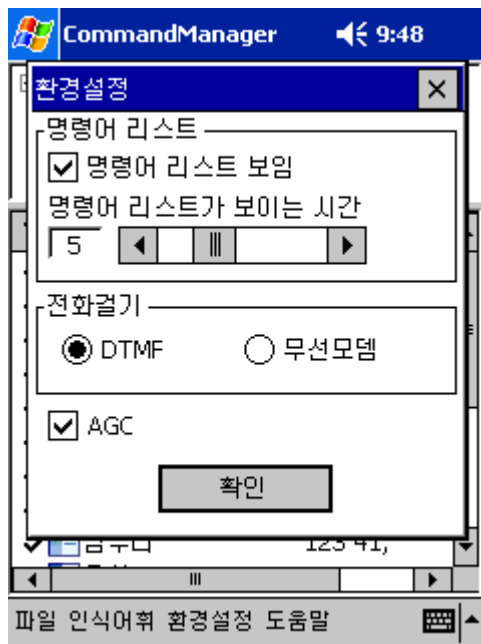 CommandManager 9:48
환경설정
명령어 리스트
명령어 리스트 보임
명령어 리스트가 보이는 시간
5
전화걸기
DTMF 무선모뎀
AGC
확인
파일 인식어휘 환경설정 도움말